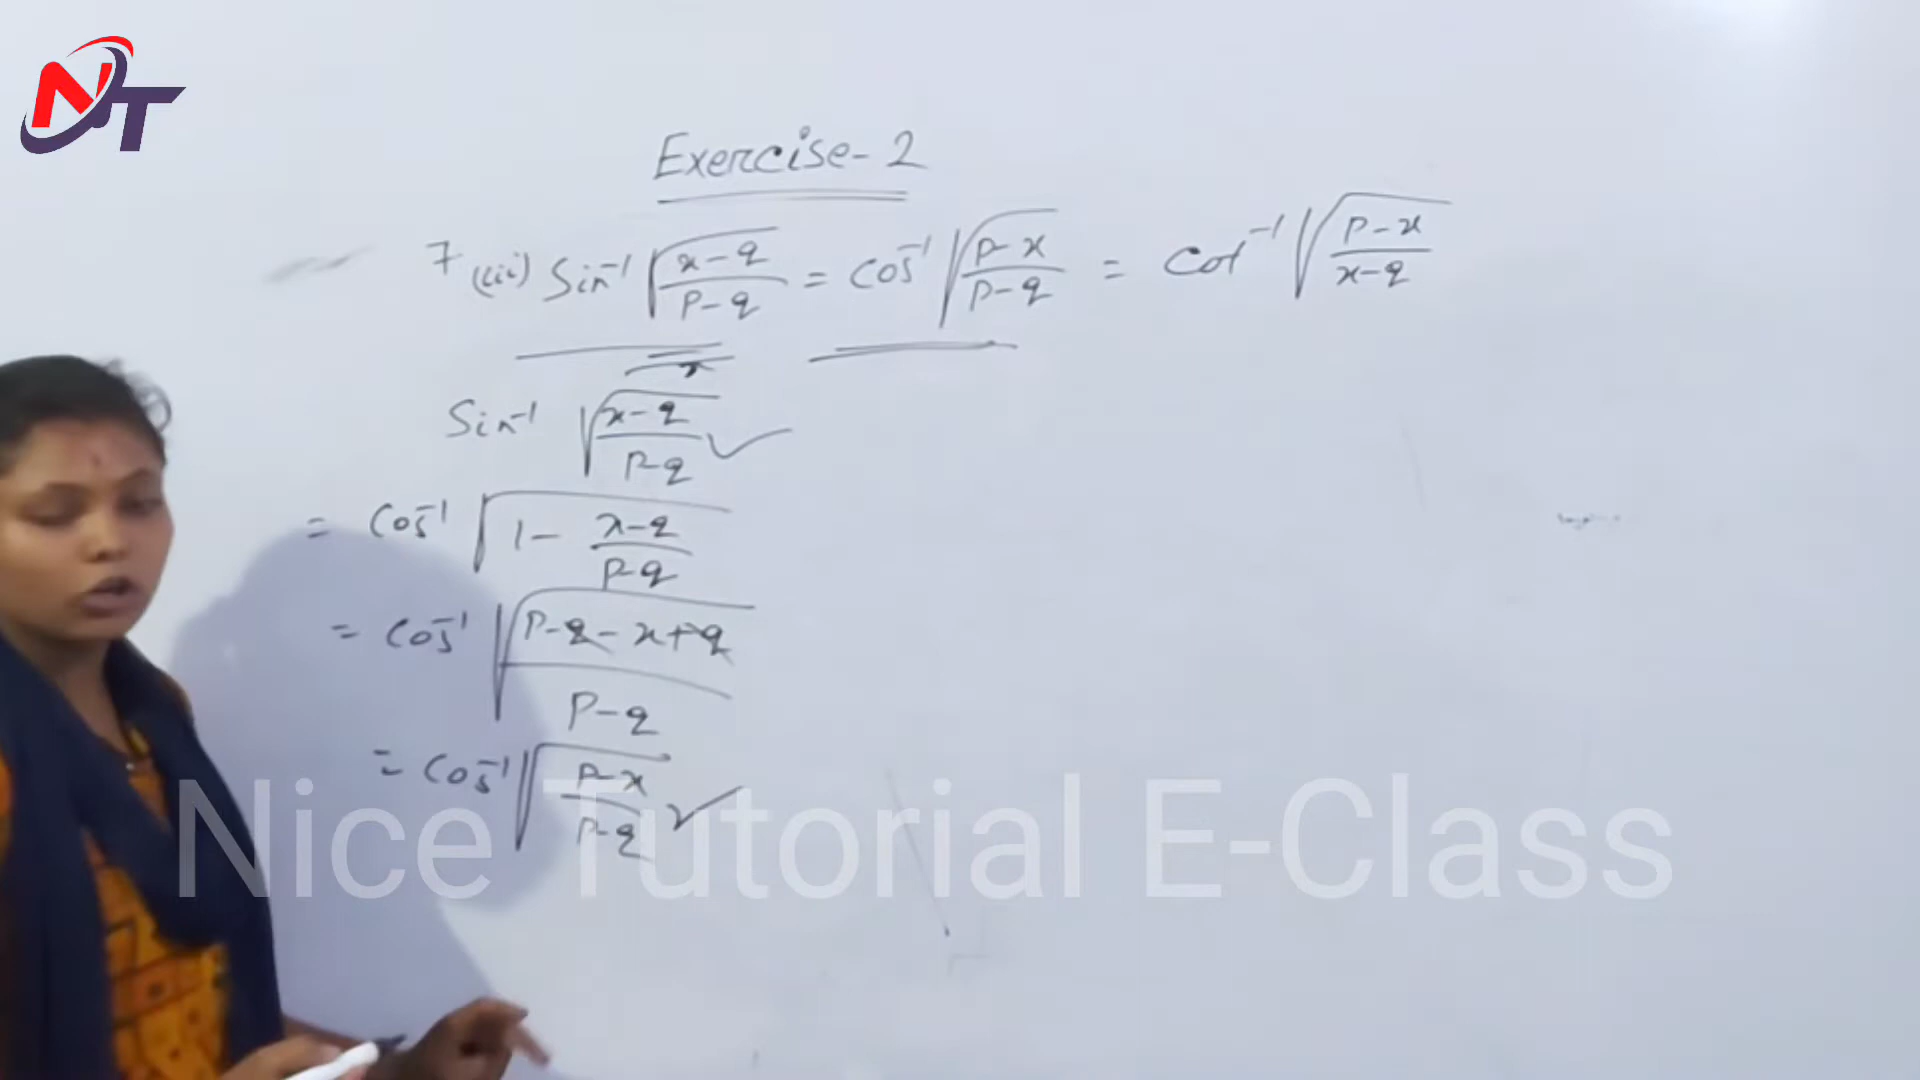 NT
Exercise-2
7 (iii) Sin⁻¹ √((x-q)/(p-q)) = Cos⁻¹ √((p-x)/(p-q)) = Cot⁻¹ √((p-x)/(x-q))
Sin⁻¹ √((x-q)/(p-q))
= Cos⁻¹ √(1 - (x-q)/(p-q))
= Cos⁻¹ √((p-q-x+q)/(p-q))
= Cos⁻¹ √((p-x)/(p-q))
Nice Tutorial E-Class